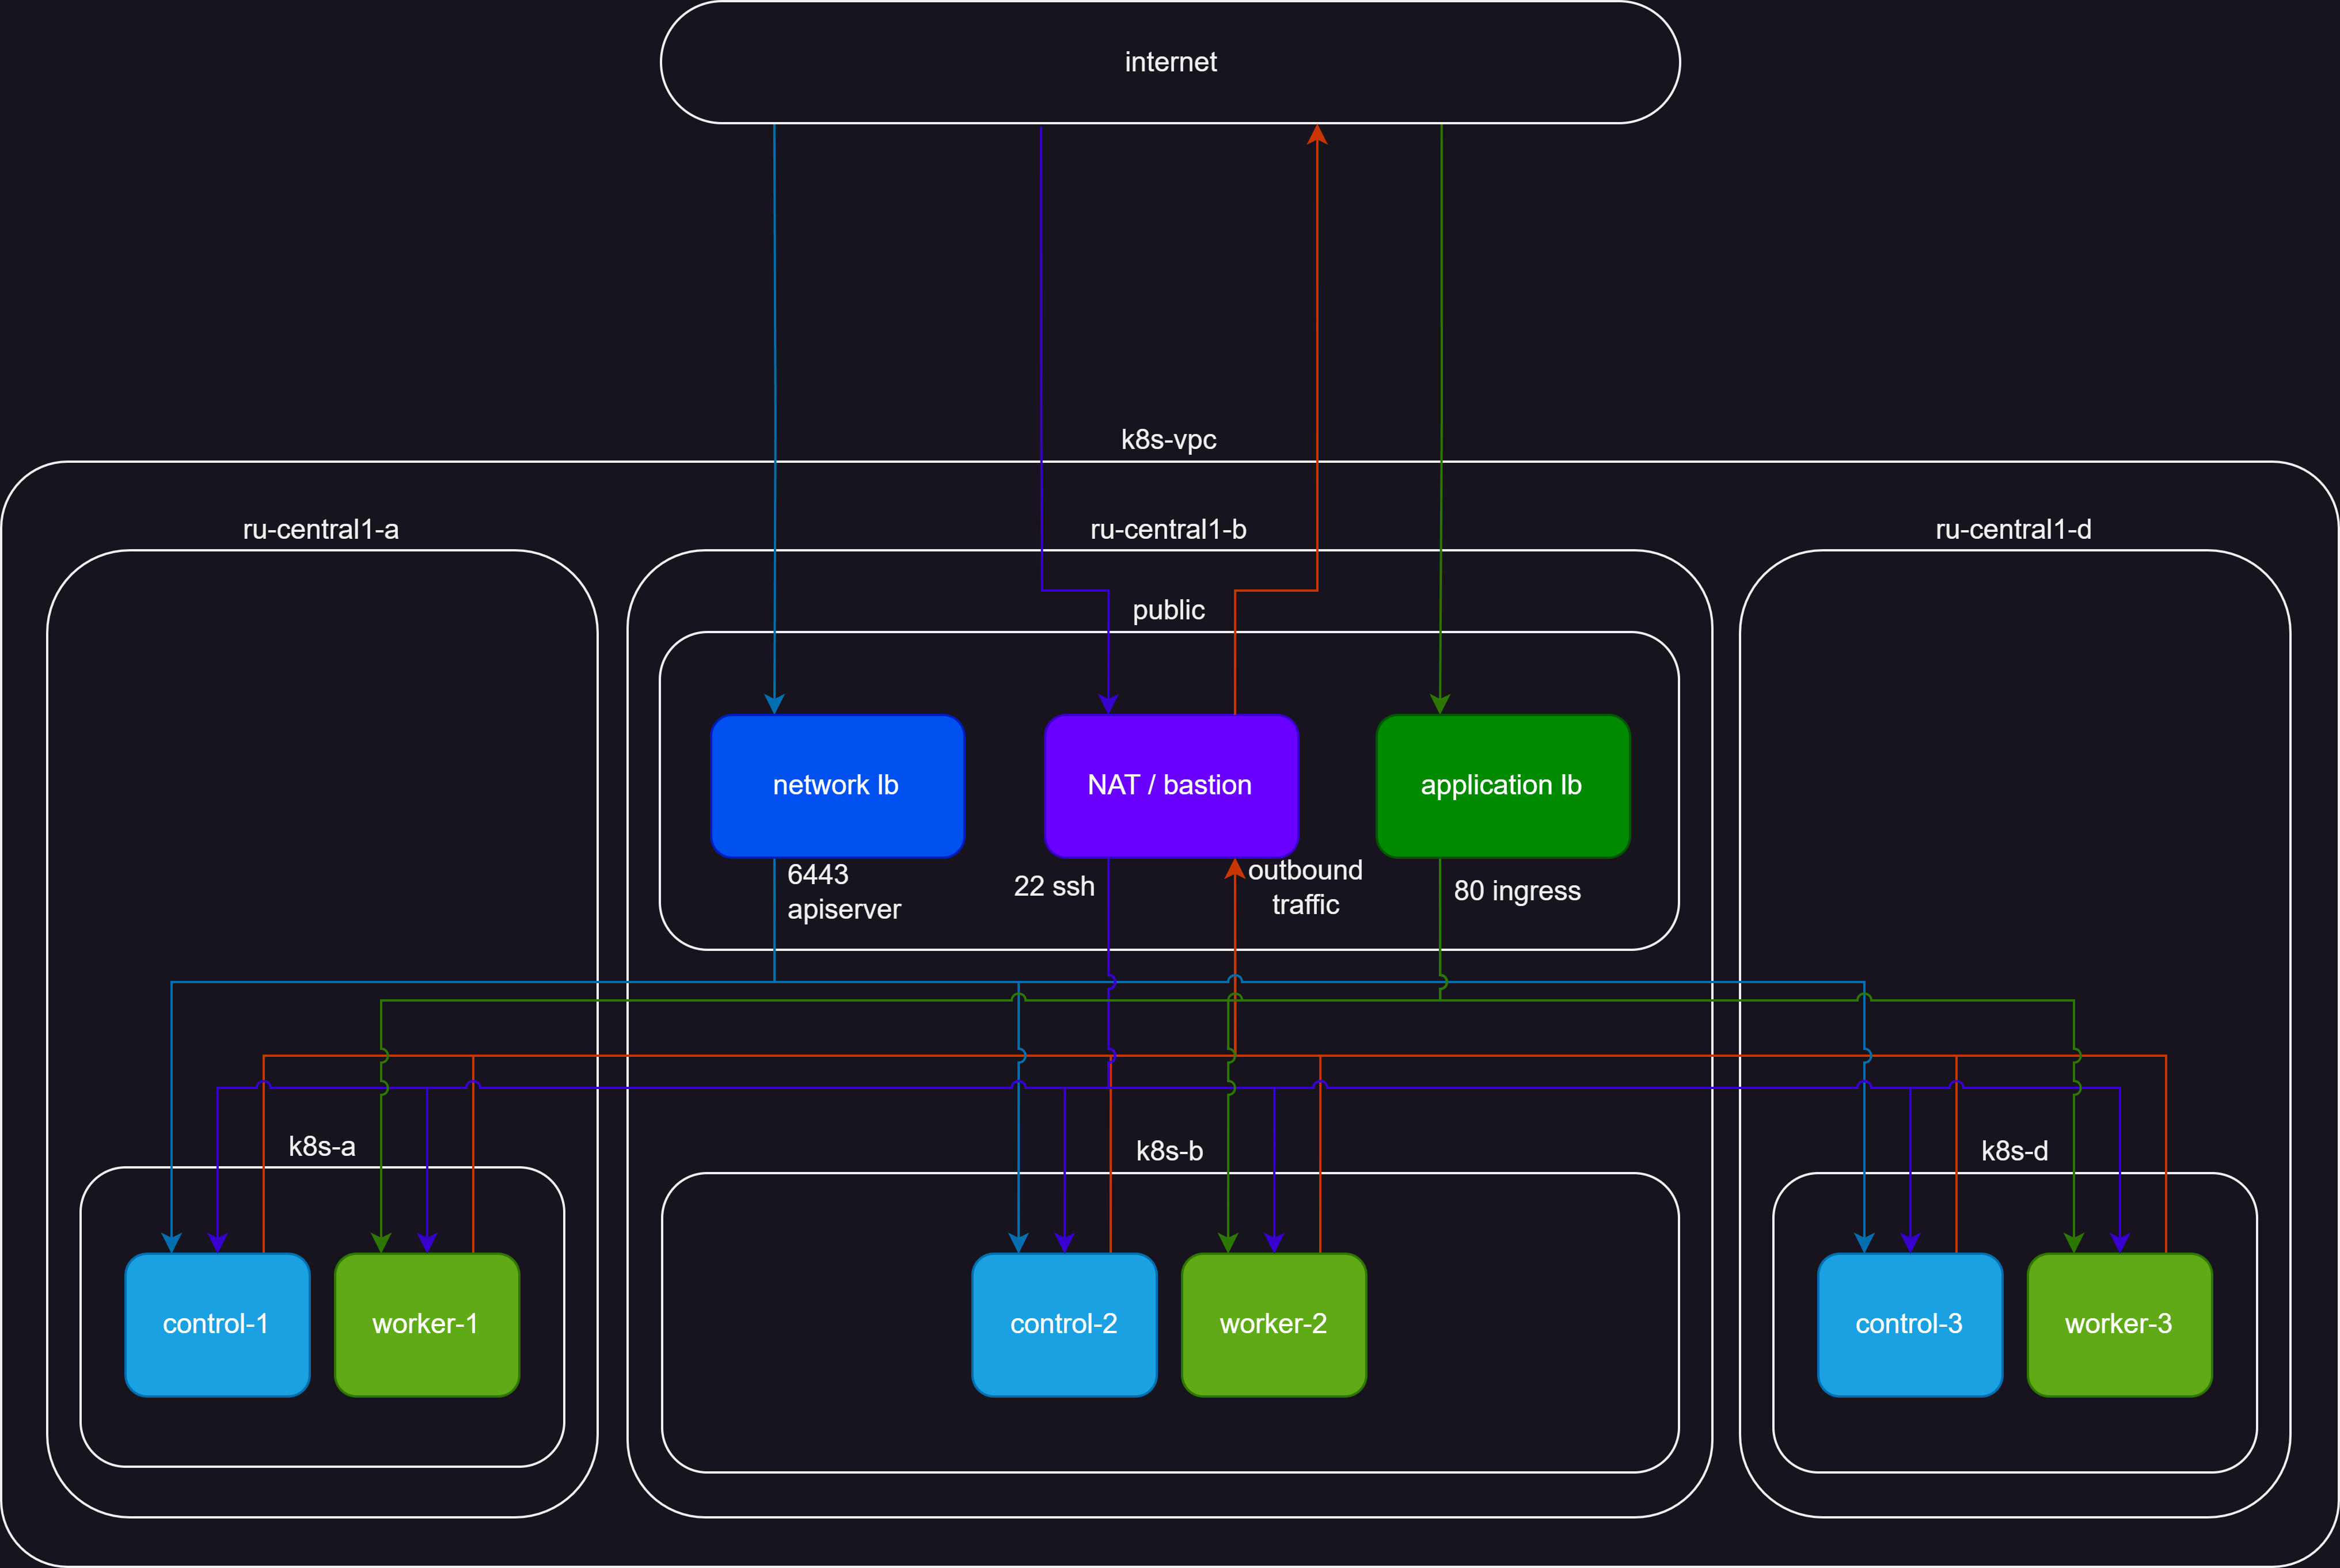 internet
k8s-vpc
ru-central1-a
ru-central1-b
ru-central1-d
public
network lb
NAT / bastion
application lb
6443
apiserver
22 ssh
outbound
traffic
80 ingress
k8s-a
k8s-b
k8s-d
control-1
worker-1
control-2
worker-2
control-3
worker-3